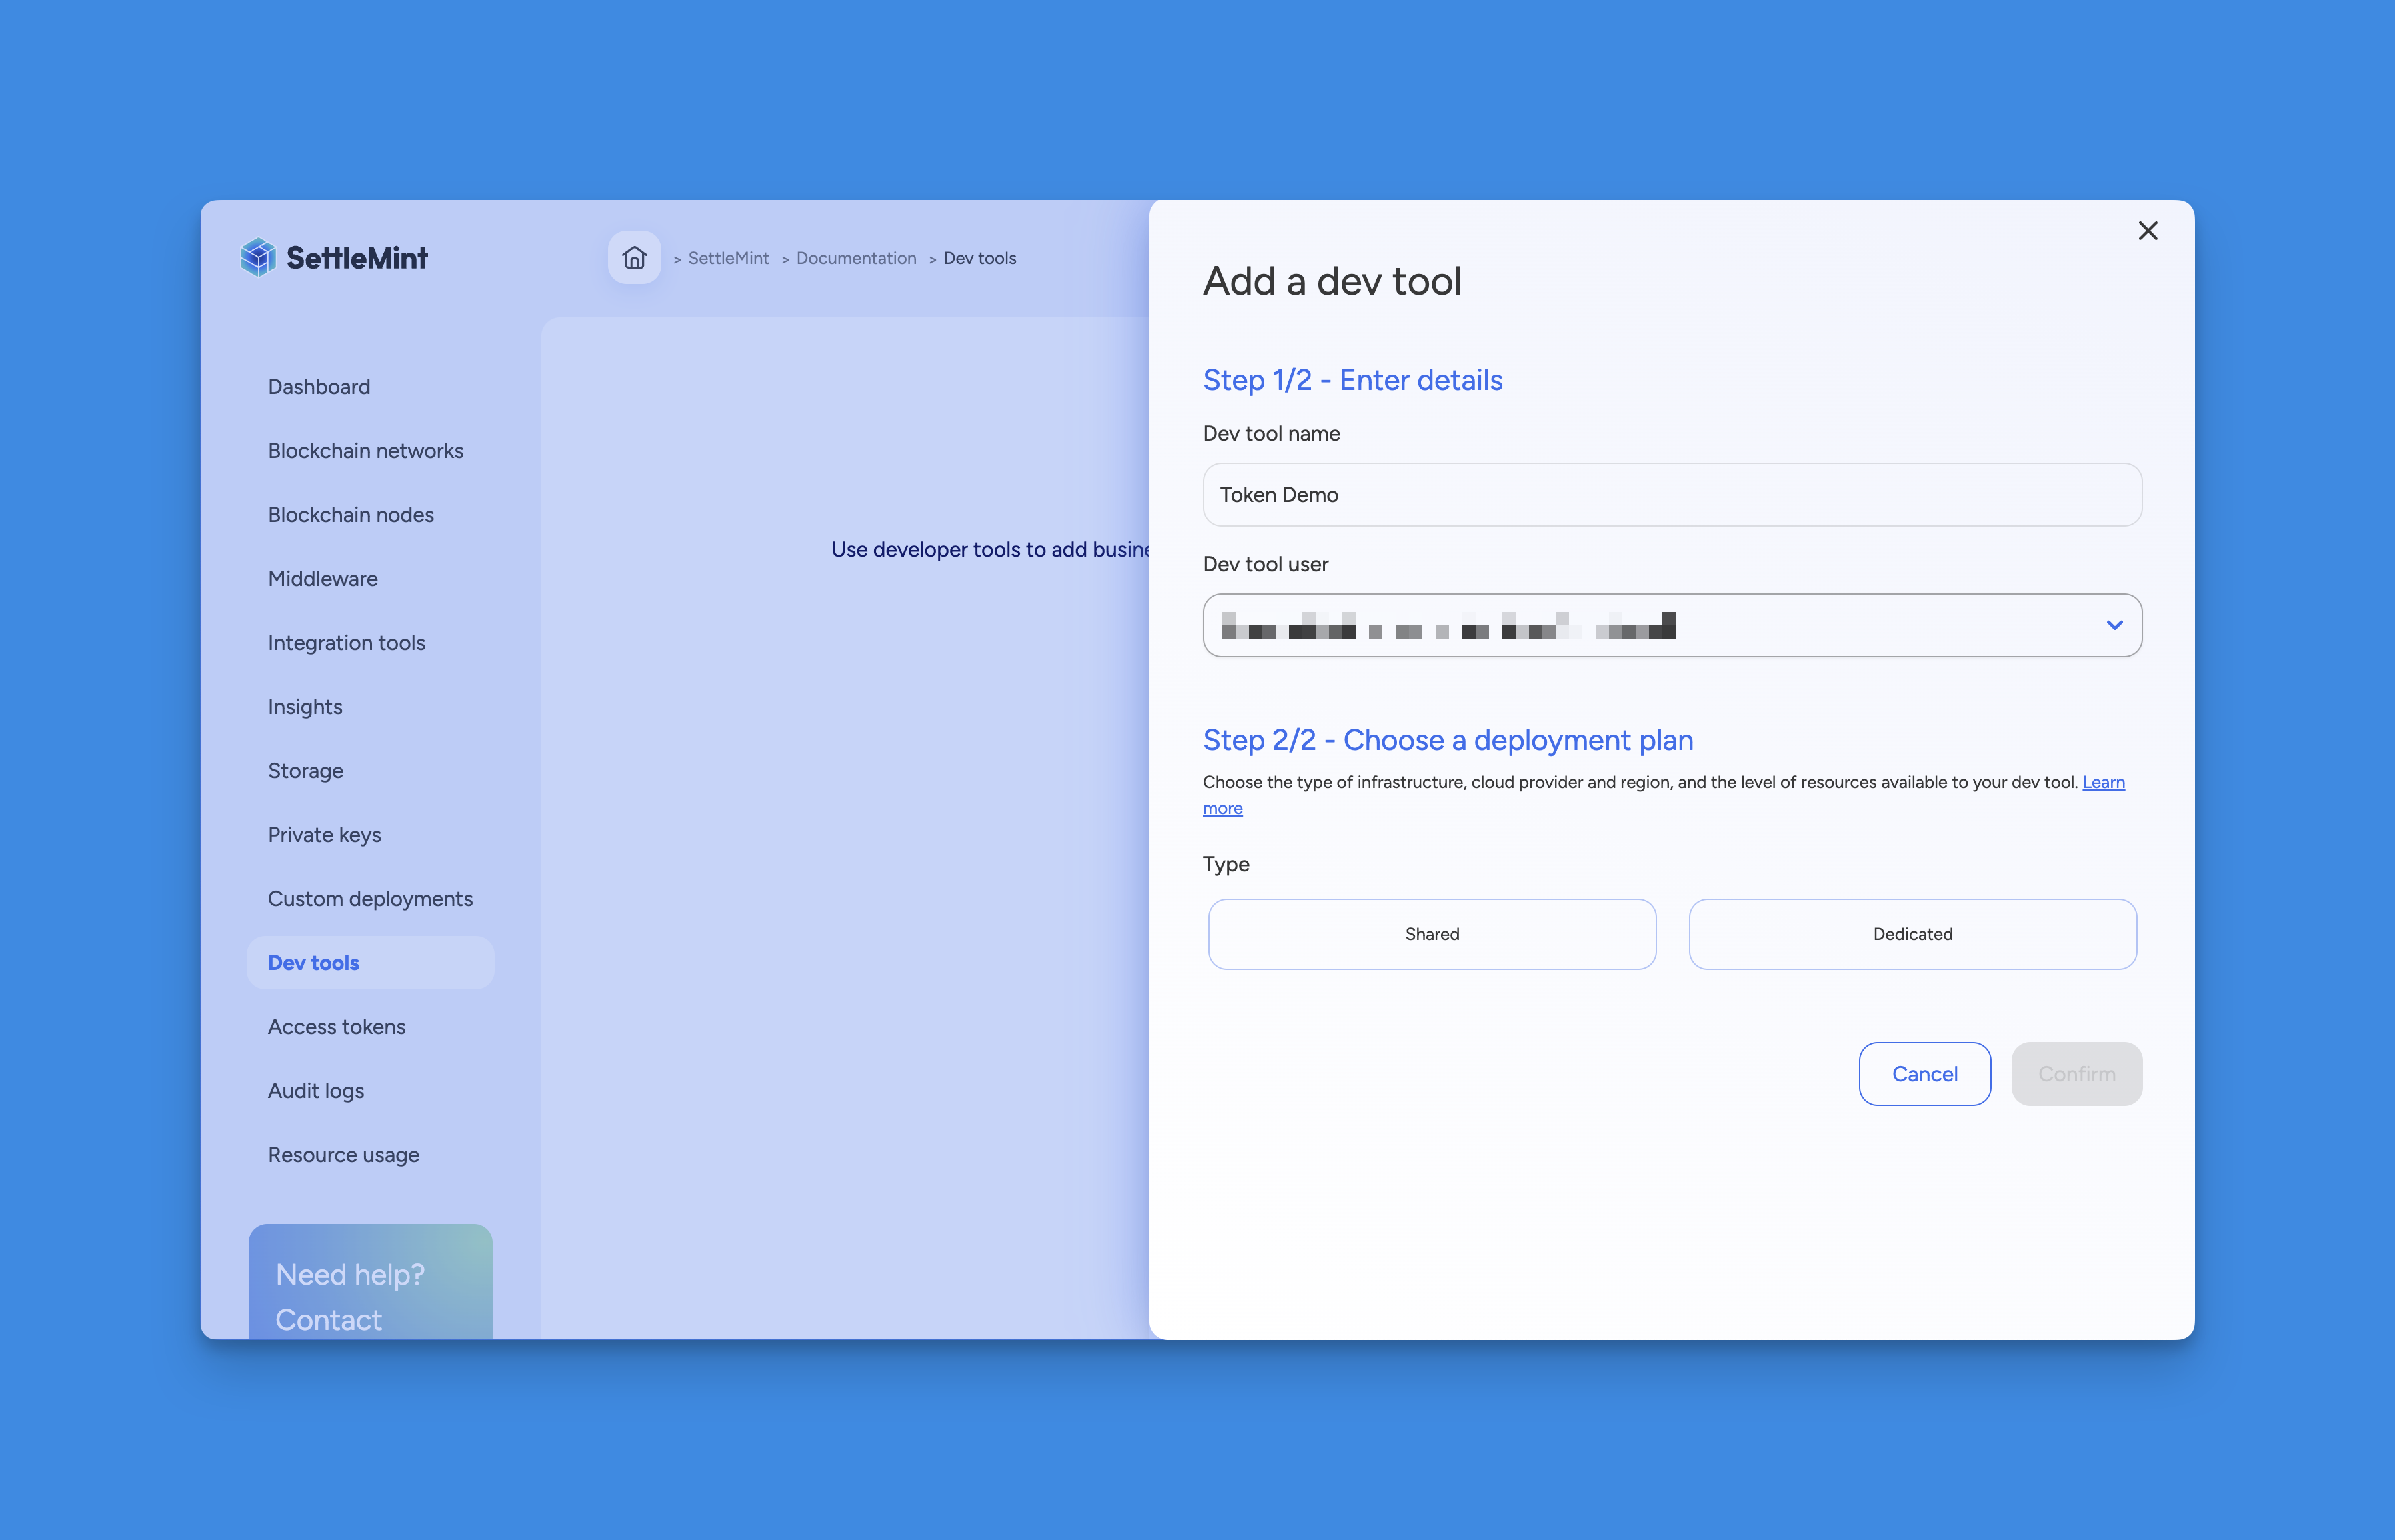 SettleMint
> SettleMint > Documentation > Dev tools
Dashboard
Blockchain networks
Blockchain nodes
Middleware
Integration tools
Insights
Storage
Private keys
Custom deployments
Dev tools
Access tokens
Audit logs
Resource usage
Need help?
Contact
Use developer tools to add
Add a dev tool
Step 1/2 - Enter details
Dev tool name
Token Demo
Dev tool user
Step 2/2 - Choose a deployment plan
Choose the type of infrastructure, cloud provider and region, and the level of resources available to your dev tool. Learn
more
Type
Shared
Dedicated
Cancel
Confirm